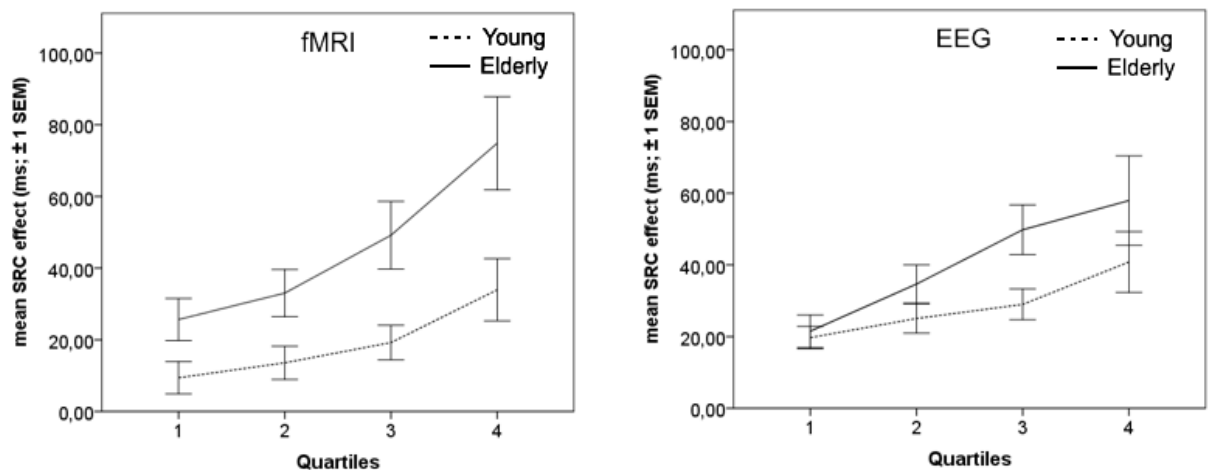 fMRI
Young
Elderly
mean SRC effect (ms; ± 1 SEM)
100,00
80,00
60,00
40,00
20,00
0,00
1 2 3 4
Quartiles
EEG
Young
Elderly
mean SRC effect (ms; ± 1 SEM)
100,00
80,00
60,00
40,00
20,00
0,00
1 2 3 4
Quartiles